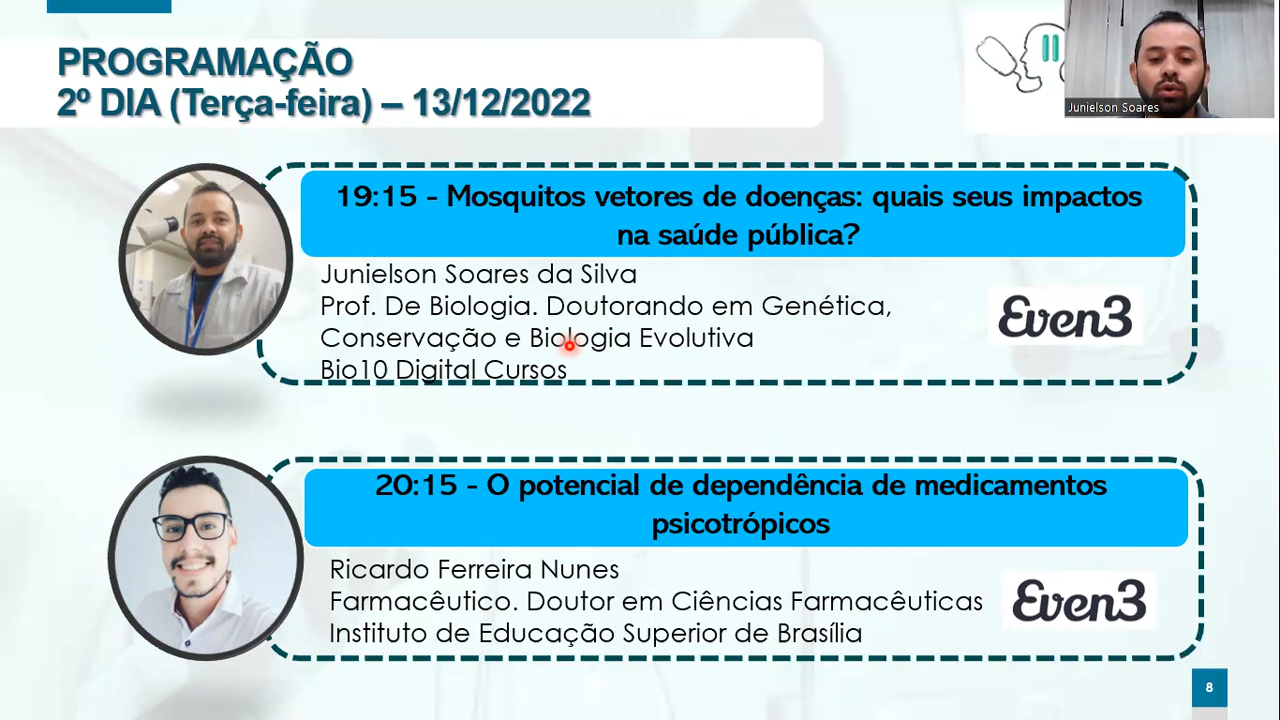 PROGRAMAÇÃO
2º DIA (Terça-feira) – 13/12/2022
Junielson Soares
19:15 - Mosquitos vetores de doenças: quais seus impactos
na saúde pública?
Junielson Soares da Silva
Prof. De Biologia. Doutorando em Genética,
Conservação e Biologia Evolutiva
Bio10 Digital Cursos
Even3
20:15 - O potencial de dependência de medicamentos
psicotrópicos
Ricardo Ferreira Nunes
Farmacêutico. Doutor em Ciências Farmacêuticas
Instituto de Educação Superior de Brasília
Even3
8